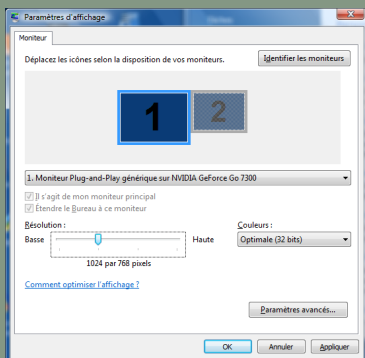 Paramètres d'affichage
Moniteur
Déplacez les icônes selon la disposition de vos moniteurs.
Identifier les moniteurs
1
2
1. Moniteur Plug-and-Play générique sur NVIDIA GeForce Go 7300
Il s'agit de mon moniteur principal
Étendre le Bureau à ce moniteur
Résolution :
Couleurs :
Basse
Haute
Optimale (32 bits)
1024 par 768 pixels
Comment optimiser l'affichage ?
Paramètres avancés...
OK
Annuler
Appliquer